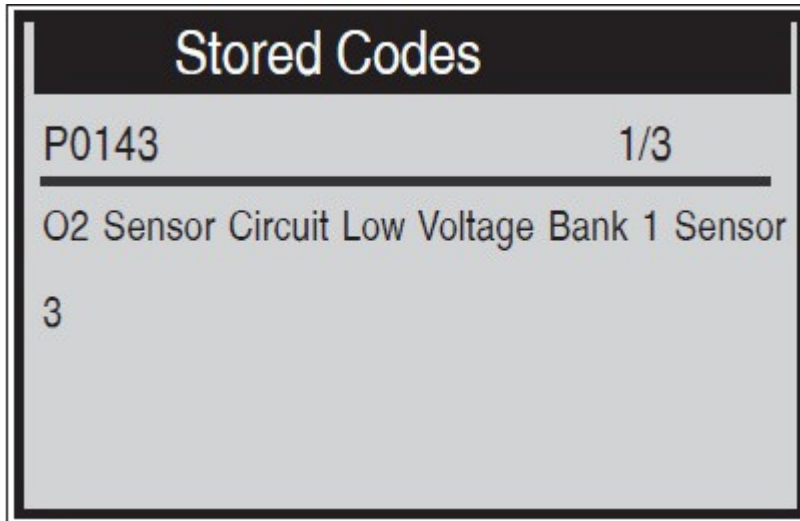 Stored Codes
P0143 1/3
O2 Sensor Circuit Low Voltage Bank 1 Sensor
3